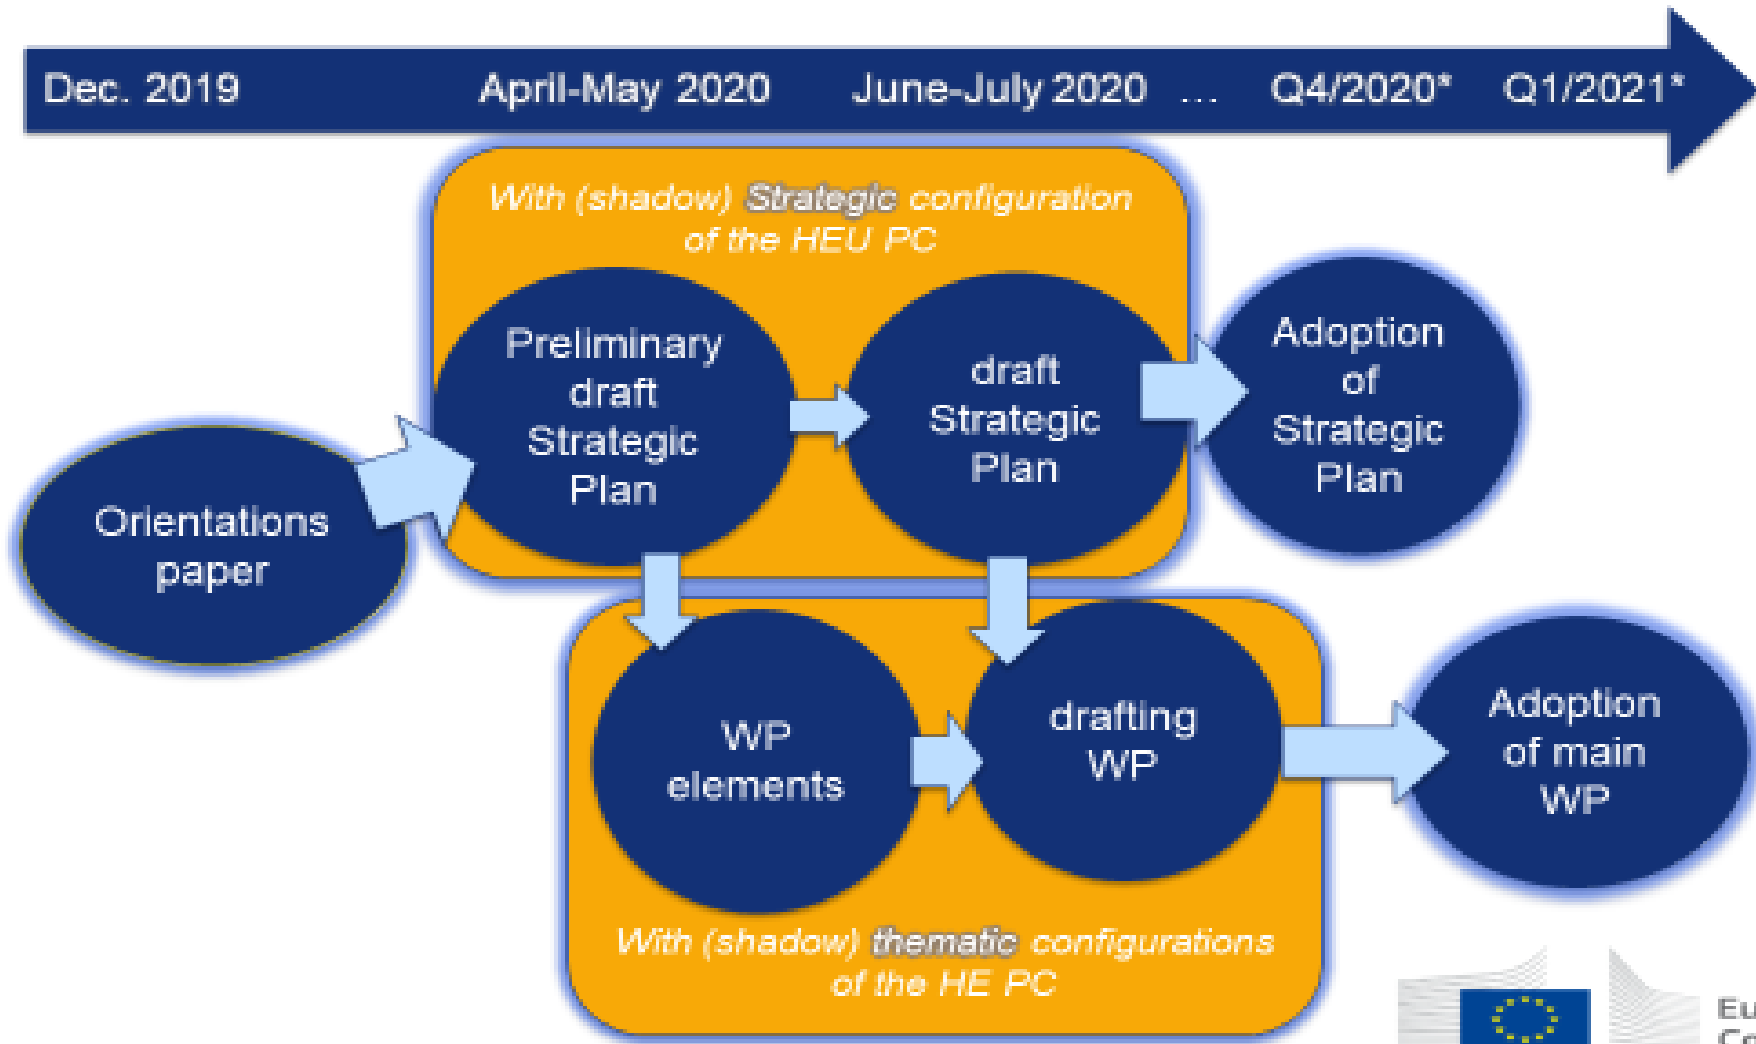 Dec. 2019 April-May 2020 June-July 2020 ... Q4/2020* Q1/2021*
With (shadow) Strategic configuration
of the HEU PC
Preliminary
draft
Strategic
Plan
draft
Strategic
Plan
Adoption
of
Strategic
Plan
Orientations
paper
WP
elements
drafting
WP
Adoption
of main
WP
With (shadow) thematic configurations
of the HE PC